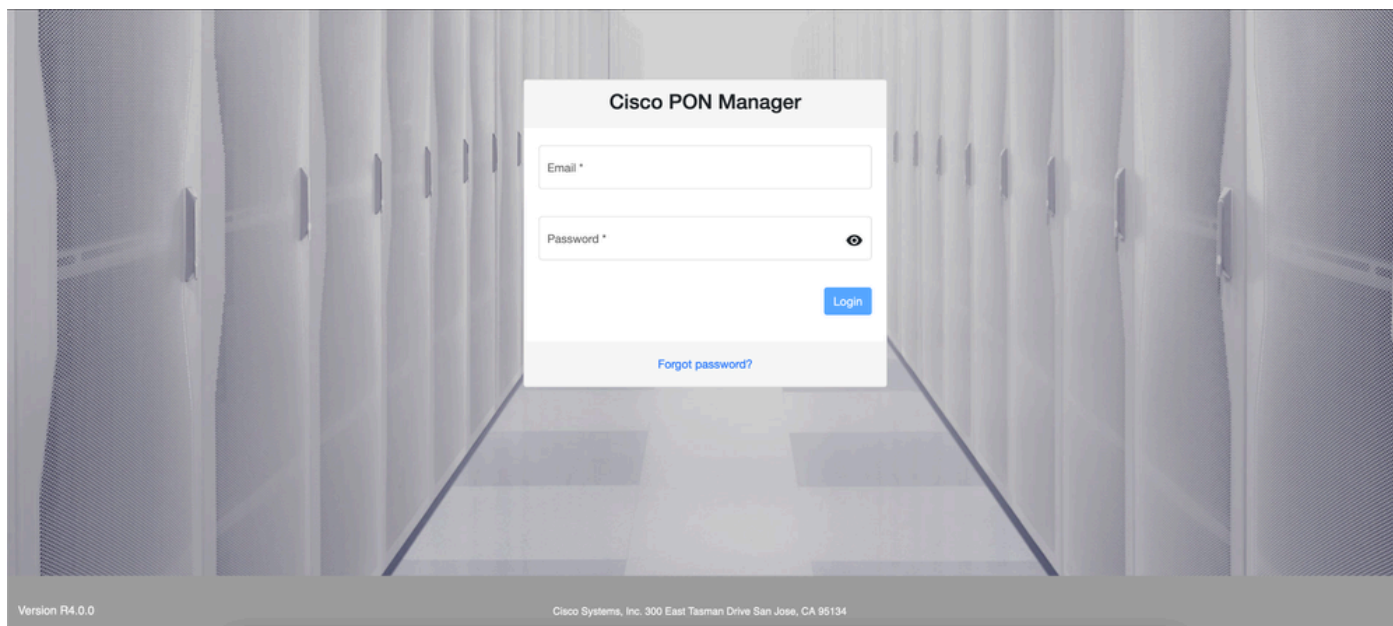 Cisco PON Manager
Email *
Password *
Login
Forgot password?
Version R4.0.0
Cisco Systems, Inc. 300 East Tasman Drive San Jose, CA 95134